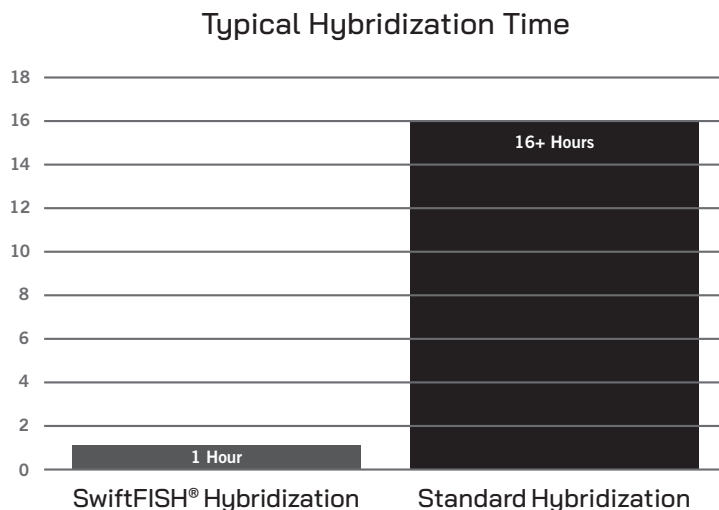 Typical Hybridization Time
18
16
14
12
10
8
6
4
2
0
16+ Hours
1 Hour
SwiftFISH® Hybridization
Standard Hybridization